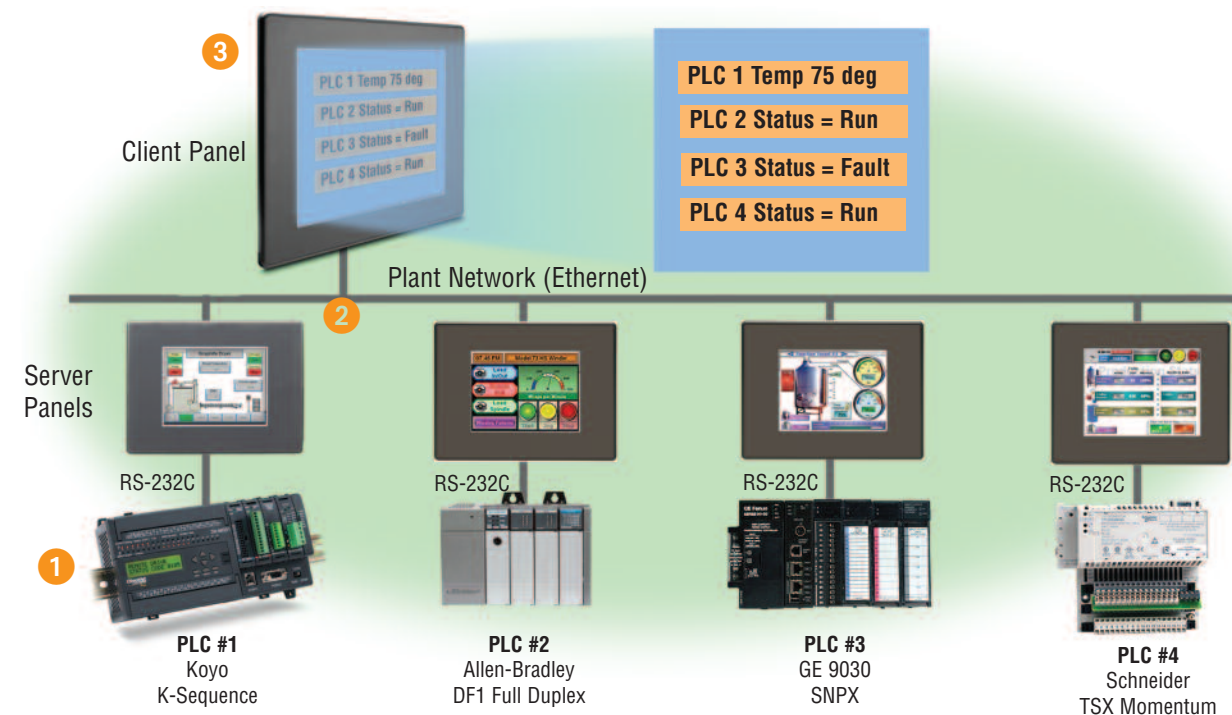 3
Client Panel
PLC 1 Temp 75 deg
PLC 2 Status = Run
PLC 3 Status = Fault
PLC 4 Status = Run
PLC 1 Temp 75 deg
PLC 2 Status = Run
PLC 3 Status = Fault
PLC 4 Status = Run
Plant Network (Ethernet)
2
Server
Panels
RS-232C
RS-232C
RS-232C
RS-232C
1
PLC #1
Koyo
K-Sequence
PLC #2
Allen-Bradley
DF1 Full Duplex
PLC #3
GE 9030
SNPX
PLC #4
Schneider
TSX Momentum